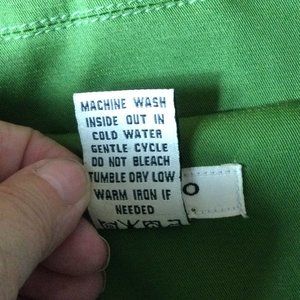 MACHINE WASH
INSIDE OUT IN
COLD WATER
GENTLE CYCLE
DO NOT BLEACH
TUMBLE DRY LOW
WARM IRON IF
NEEDED
O